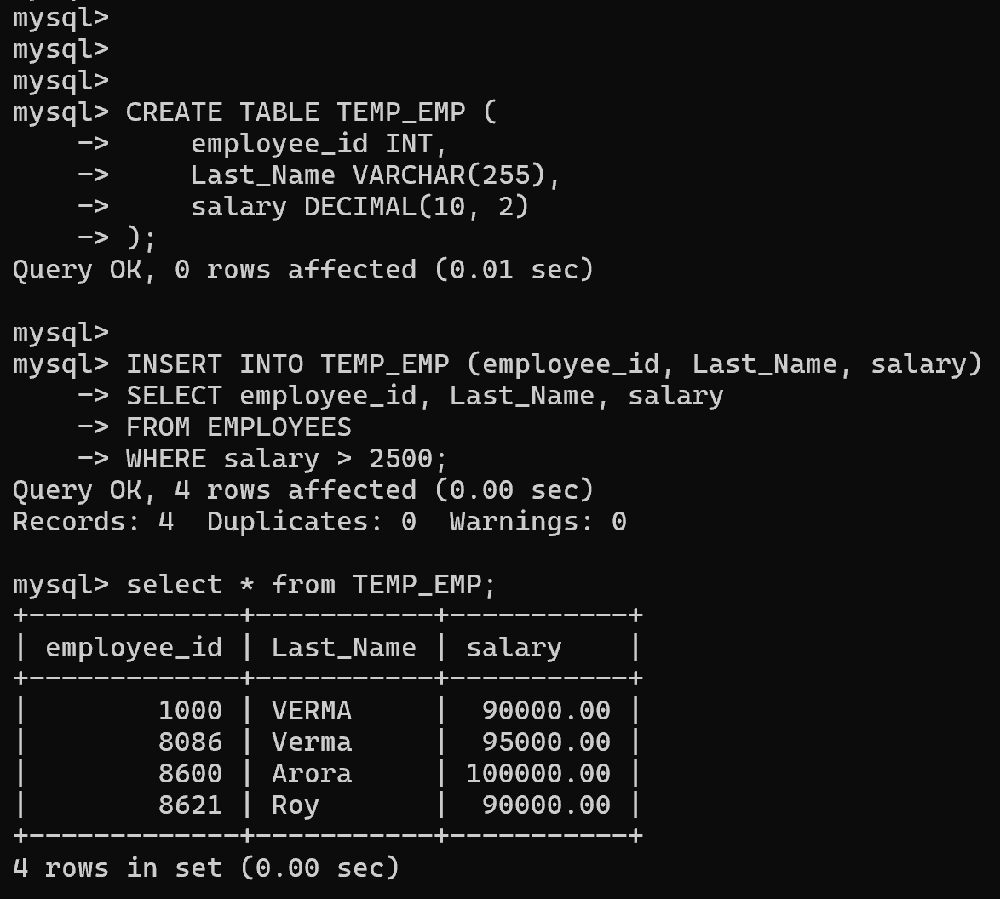 mysql>
mysql>
mysql>
mysql> CREATE TABLE TEMP_EMP (
    ->     employee_id INT,
    ->     Last_Name VARCHAR(255),
    ->     salary DECIMAL(10, 2)
    -> );
Query OK, 0 rows affected (0.01 sec)

mysql>
mysql> INSERT INTO TEMP_EMP (employee_id, Last_Name, salary)
    -> SELECT employee_id, Last_Name, salary
    -> FROM EMPLOYEES
    -> WHERE salary > 2500;
Query OK, 4 rows affected (0.00 sec)
Records: 4  Duplicates: 0  Warnings: 0

mysql> select * from TEMP_EMP;
+-------------+-----------+-----------+
| employee_id | Last_Name | salary    |
+-------------+-----------+-----------+
|        1000 | VERMA     |  90000.00 |
|        8086 | Verma     |  95000.00 |
|        8600 | Arora     | 100000.00 |
|        8621 | Roy       |  90000.00 |
+-------------+-----------+-----------+
4 rows in set (0.00 sec)